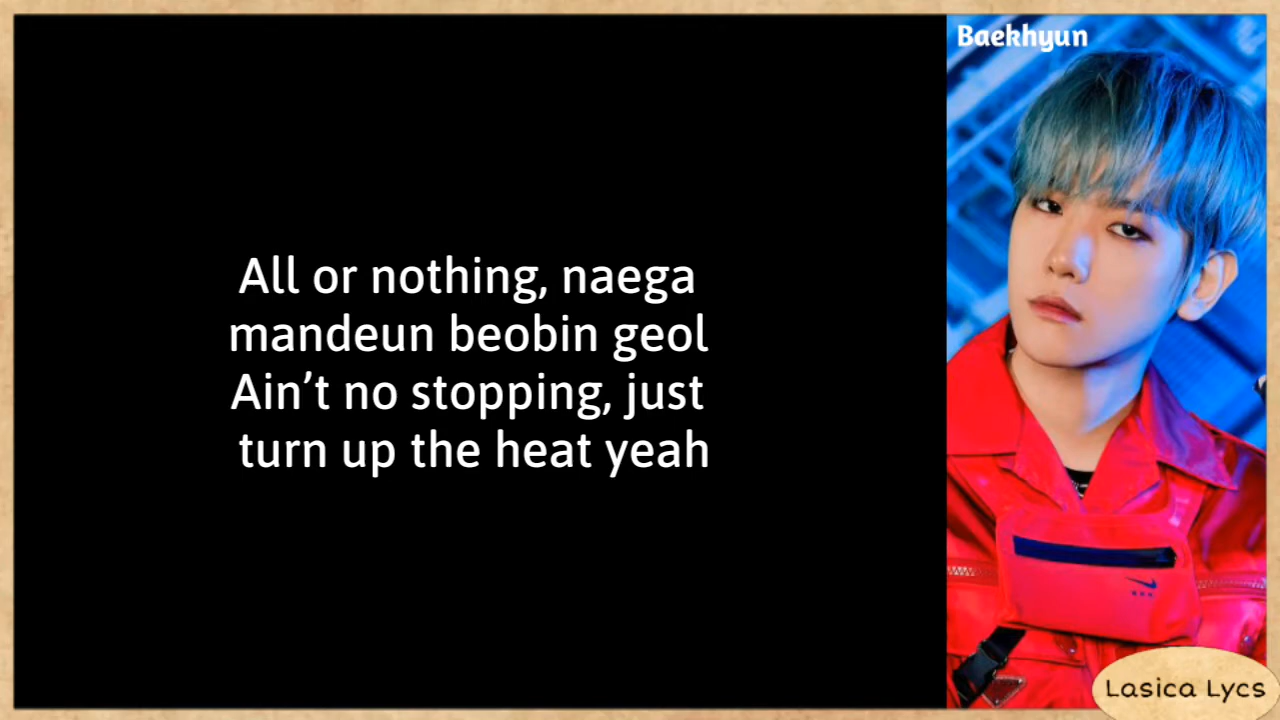 Baekhyun
All or nothing, naega
mandeun beobin geol
Ain’t no stopping, just
turn up the heat yeah
Lasica Lycs